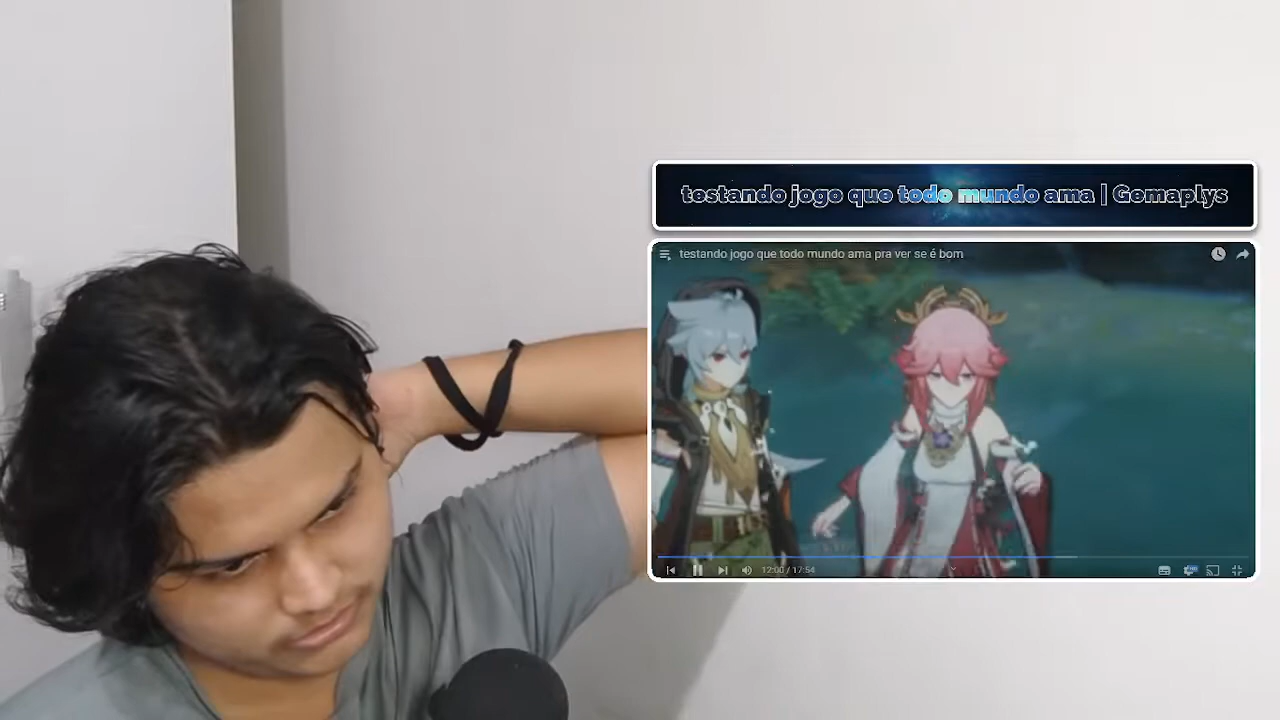 testando jogo que todo mundo ama | Gemaplys
testando jogo que todo mundo ama pra ver se é bom
12:00 / 17:54